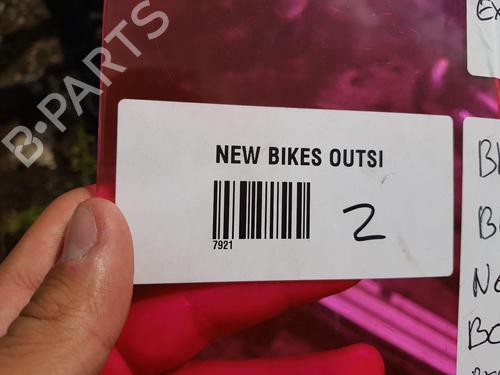 B-PARTS
NEW BIKES OUTSI
7921
2